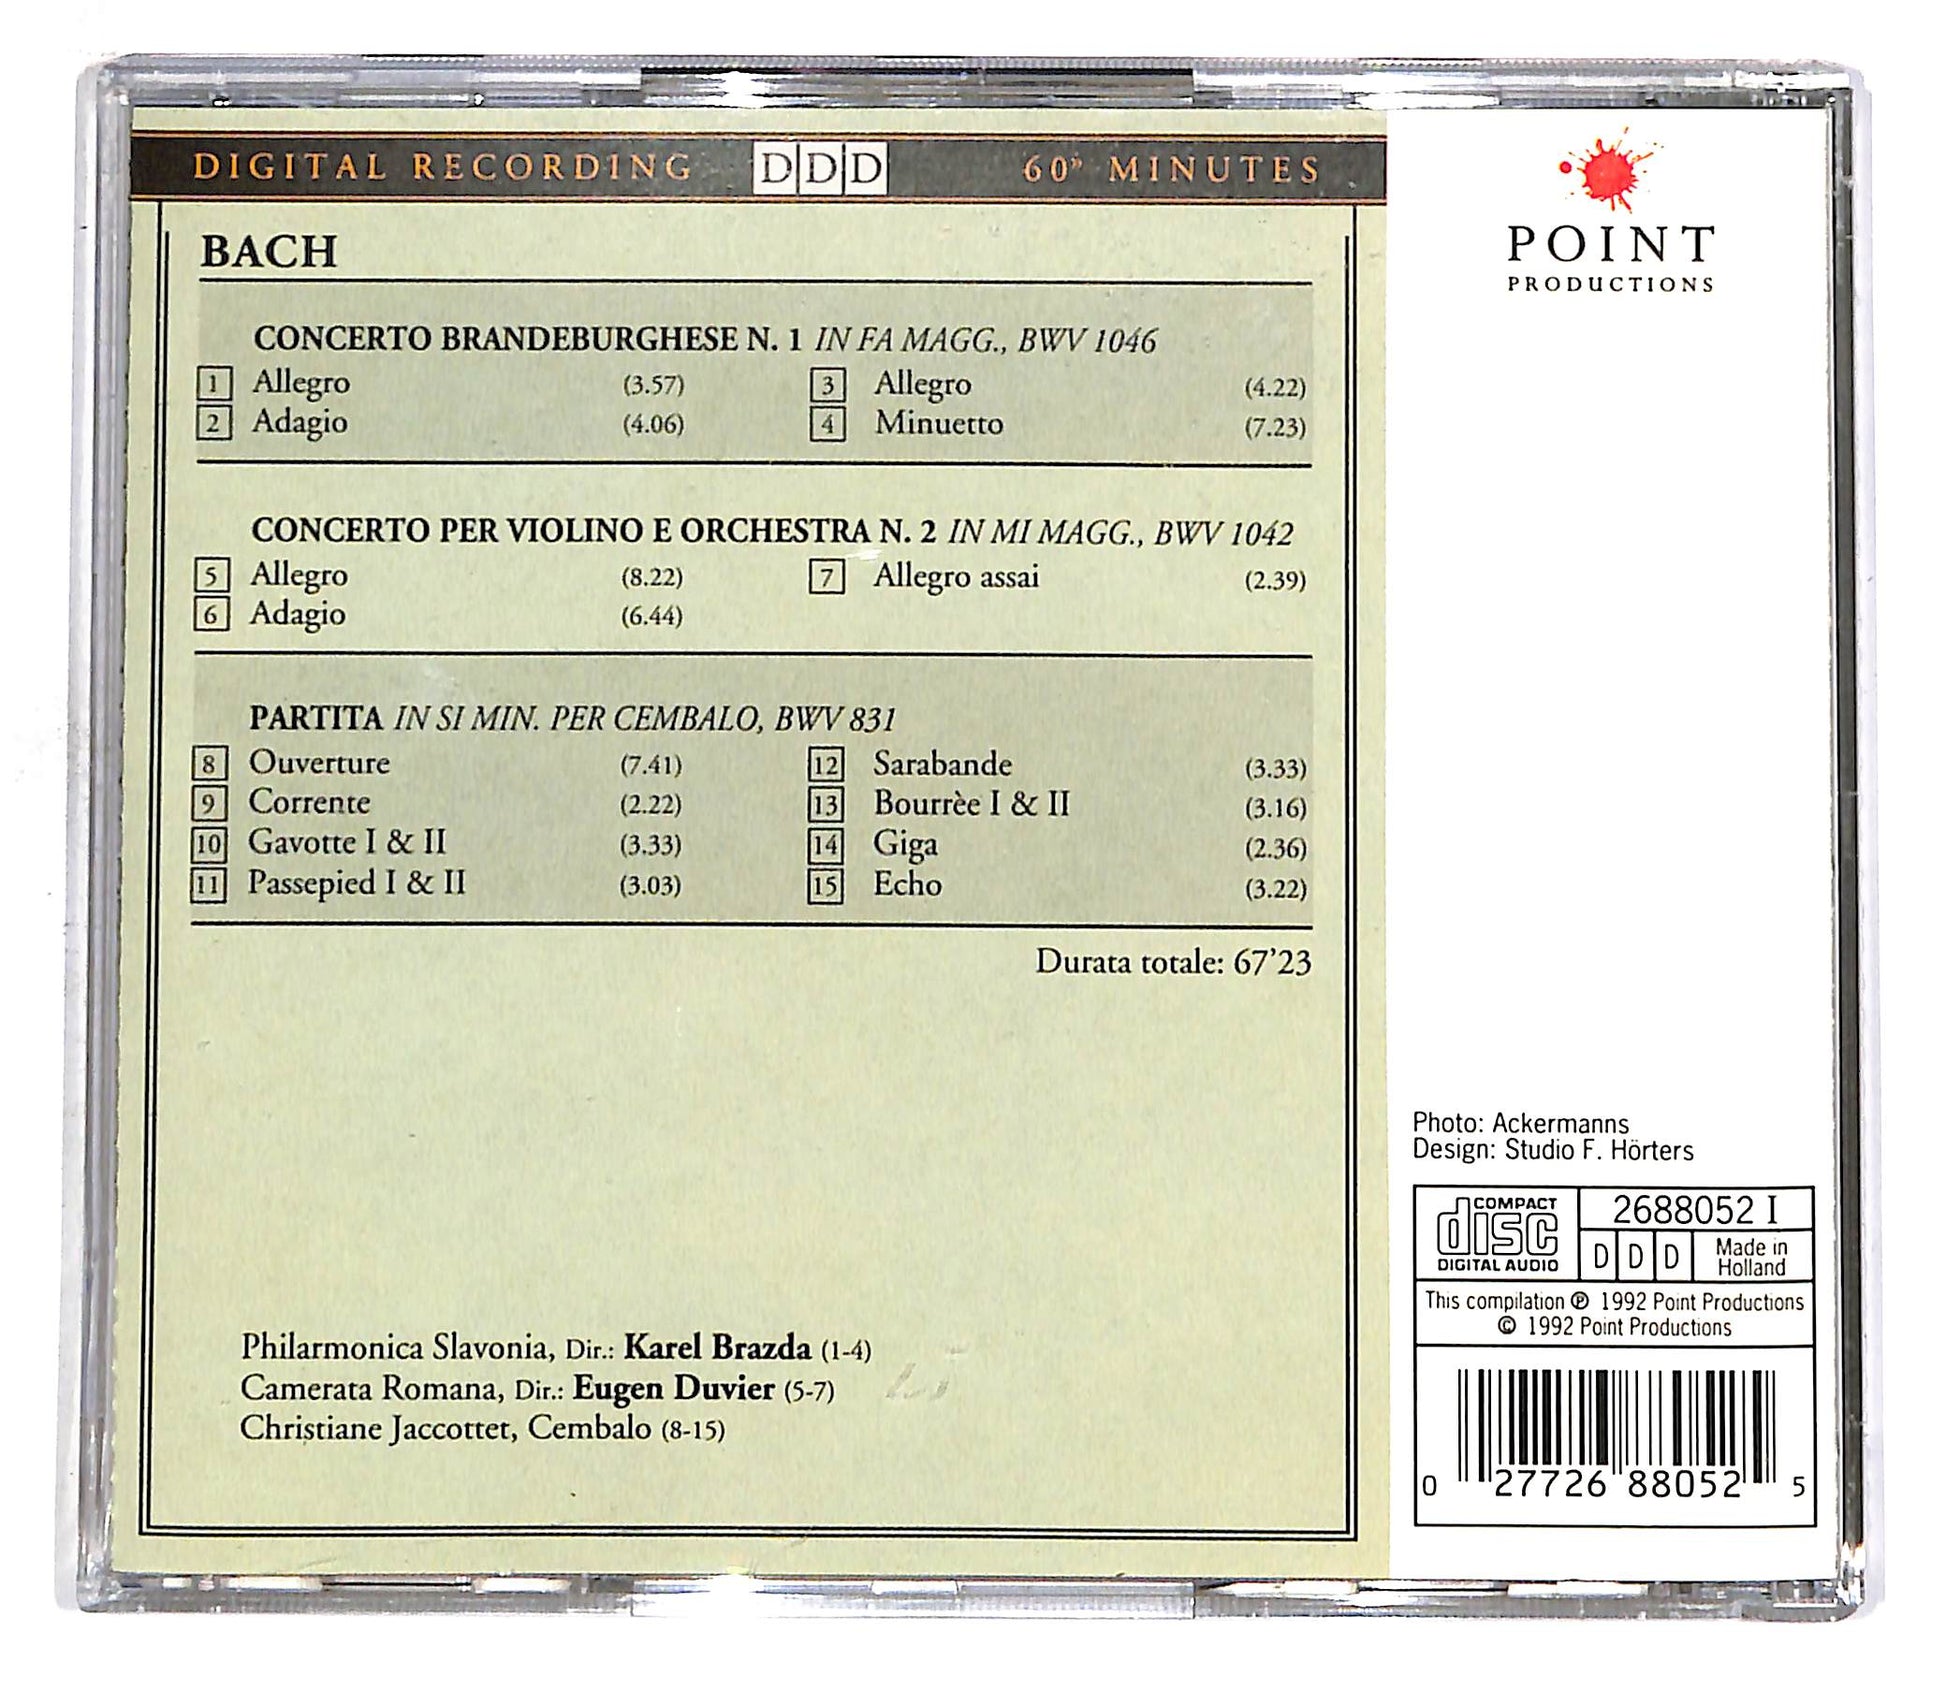 DIGITAL RECORDING DDD 60" MINUTES
BACH
CONCERTO BRANDEBURGHESE N. 1 IN FA MAGG., BWV 1046
1 Allegro (3.57) 3 Allegro (4.22)
2 Adagio (4.06) 4 Minuetto (7.23)
CONCERTO PER VIOLINO E ORCHESTRA N. 2 IN MI MAGG., BWV 1042
5 Allegro (8.22) 7 Allegro assai (2.39)
6 Adagio (6.44)
PARTITA IN SI MIN. PER CEMBALO, BWV 831
8 Ouverture (7.41) 12 Sarabande (3.33)
9 Corrente (2.22) 13 Bourrèe I & II (3.16)
10 Gavotte I & II (3.33) 14 Giga (2.36)
11 Passepied I & II (3.03) 15 Echo (3.22)
Durata totale: 67'23
Philarmonica Slavonia, Dir.: Karel Brazda (1-4)
Camerata Romana, Dir.: Eugen Duvier (5-7)
Christiane Jaccottet, Cembalo (8-15)
POINT
PRODUCTIONS
Photo: Ackermanns
Design: Studio F. Hörters
COMPACT
disc
DIGITAL AUDIO
2688052 I
D D D
Made in
Holland
This compilation ℗ 1992 Point Productions
© 1992 Point Productions
0 27726 88052 5